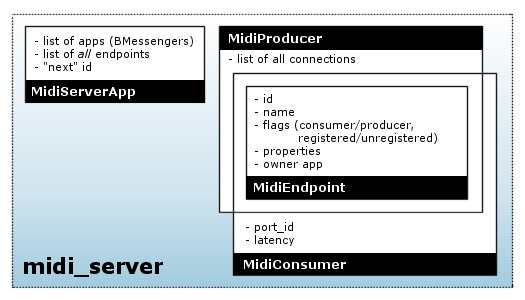 - list of apps (BMessengers)
- list of all endpoints
- "next" id
MidiServerApp
MidiProducer
- list of all connections
- id
- name
- flags (consumer/producer,
registered/unregistered)
- properties
- owner app
MidiEndpoint
- port_id
- latency
MidiConsumer
midi_server